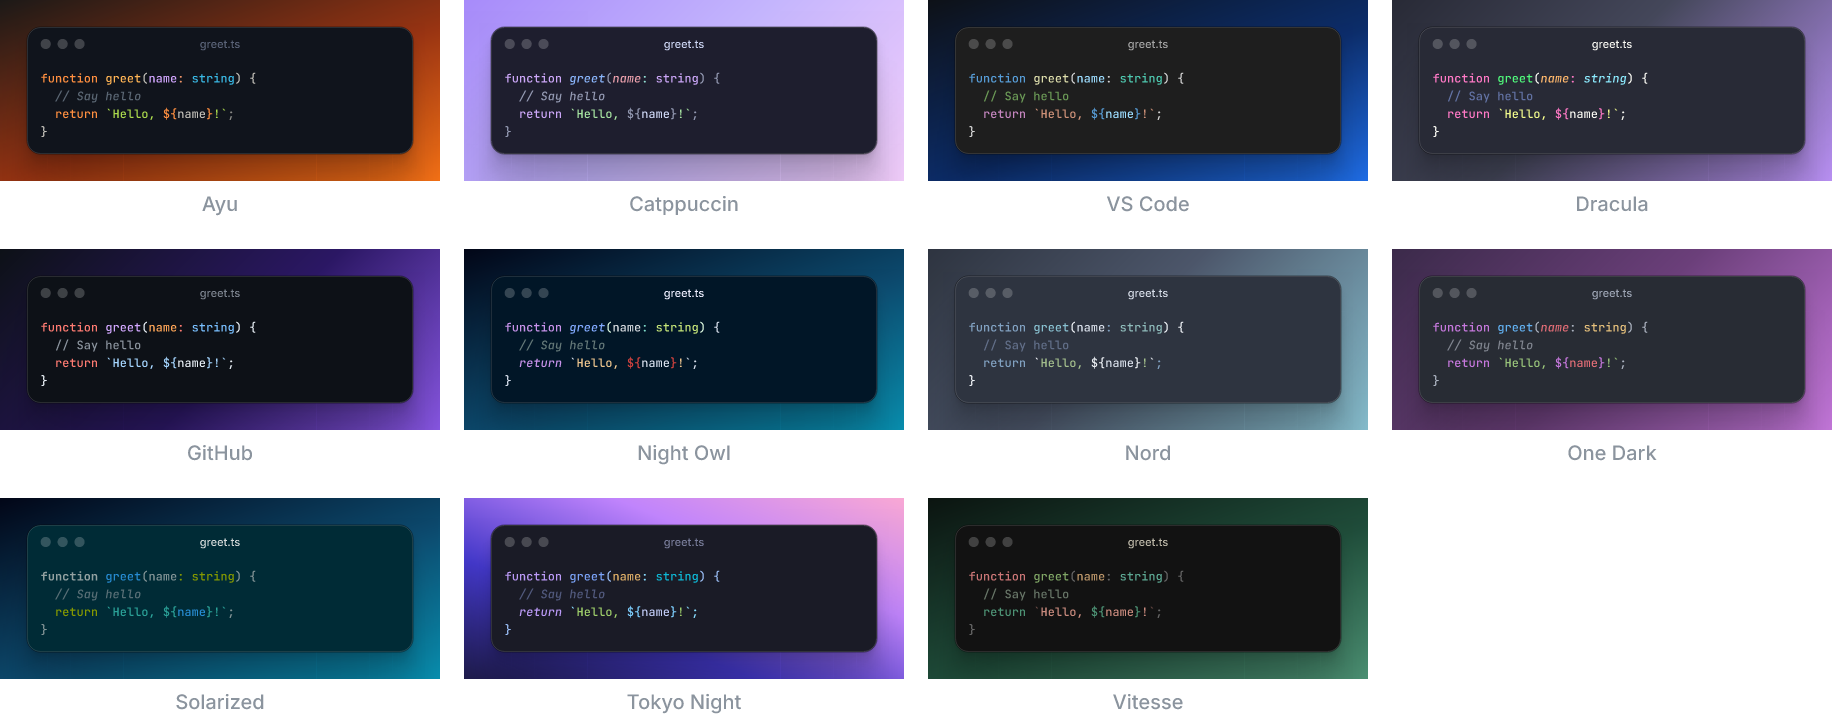 greet.ts
function greet(name: string) {
// Say hello
return `Hello, ${name}!`;
}
Ayu
greet.ts
function greet(name: string) {
// Say hello
return `Hello, ${name}!`;
}
Catppuccin
greet.ts
function greet(name: string) {
// Say hello
return `Hello, ${name}!`;
}
VS Code
greet.ts
function greet(name: string) {
// Say hello
return `Hello, ${name}!`;
}
Dracula
greet.ts
function greet(name: string) {
// Say hello
return `Hello, ${name}!`;
}
GitHub
greet.ts
function greet(name: string) {
// Say hello
return `Hello, ${name}!`;
}
Night Owl
greet.ts
function greet(name: string) {
// Say hello
return `Hello, ${name}!`;
}
Nord
greet.ts
function greet(name: string) {
// Say hello
return `Hello, ${name}!`;
}
One Dark
greet.ts
function greet(name: string) {
// Say hello
return `Hello, ${name}!`;
}
Solarized
greet.ts
function greet(name: string) {
// Say hello
return `Hello, ${name}!`;
}
Tokyo Night
greet.ts
function greet(name: string) {
// Say hello
return `Hello, ${name}!`;
}
Vitesse